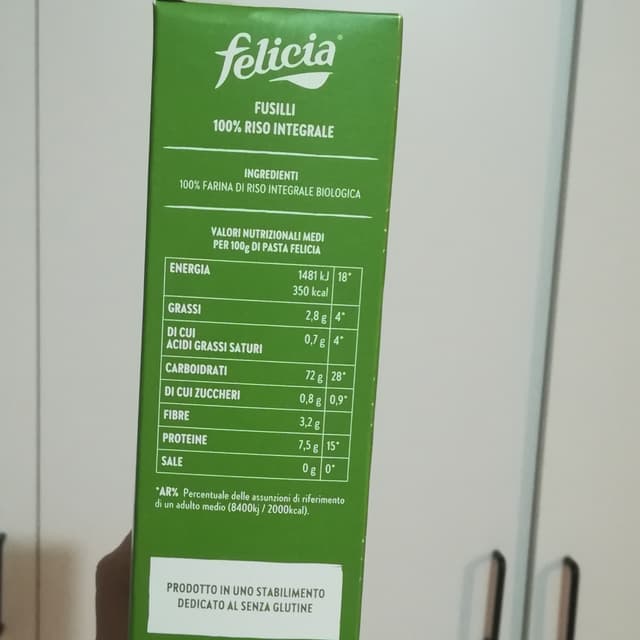 felicia®
FUSILLI
100% RISO INTEGRALE
INGREDIENTI
100% FARINA DI RISO INTEGRALE BIOLOGICA
VALORI NUTRIZIONALI MEDI
PER 100g DI PASTA FELICIA
ENERGIA 1481 kJ 18*
350 kcal
GRASSI 2,8 g 4*
DI CUI
ACIDI GRASSI SATURI 0,7 g 4*
CARBOIDRATI 72 g 28*
DI CUI ZUCCHERI 0,8 g 0,9*
FIBRE 3,2 g
PROTEINE 7,5 g 15*
SALE 0 g 0*
*AR% Percentuale delle assunzioni di riferimento
di un adulto medio (8400kj / 2000kcal).
PRODOTTO IN UNO STABILIMENTO
DEDICATO AL SENZA GLUTINE